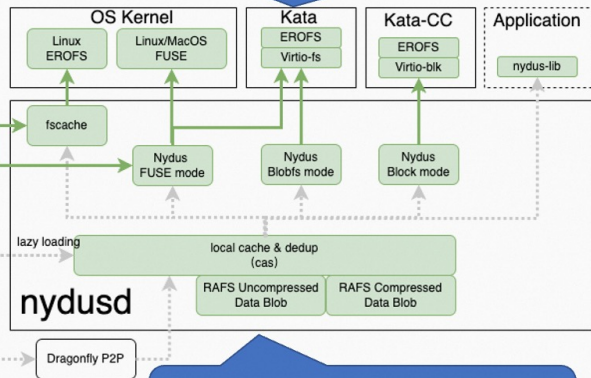 OS Kernel
Kata
Kata-CC
Application
Linux
EROFS
Linux/MacOS
FUSE
EROFS
Virtio-fs
EROFS
Virtio-blk
nydus-lib
fscache
Nydus
FUSE mode
Nydus
Blobfs mode
Nydus
Block mode
lazy loading
local cache & dedup
(cas)
RAFS Uncompressed
Data Blob
RAFS Compressed
Data Blob
nydusd
Dragonfly P2P